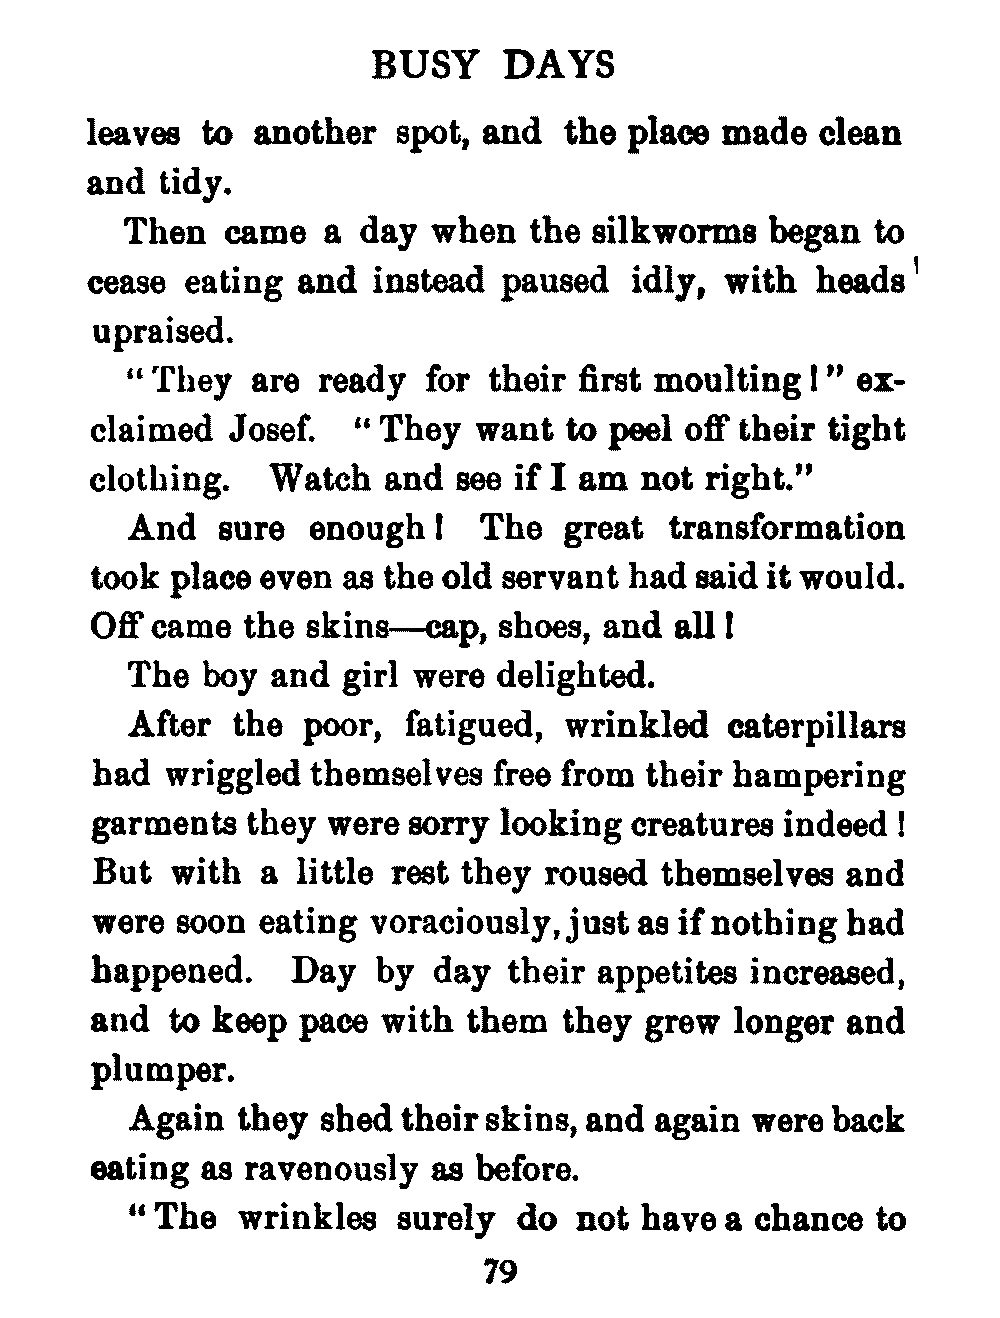 BUSY DAYS
leaves to another spot, and the place made clean
and tidy.
Then came a day when the silkworms began to
cease eating and instead paused idly, with heads
upraised.
"They are ready for their first moulting!" ex-
claimed Josef. "They want to peel off their tight
clothing. Watch and see if I am not right."
And sure enough! The great transformation
took place even as the old servant had said it would.
Off came the skins—cap, shoes, and all!
The boy and girl were delighted.
After the poor, fatigued, wrinkled caterpillars
had wriggled themselves free from their hampering
garments they were sorry looking creatures indeed!
But with a little rest they roused themselves and
were soon eating voraciously, just as if nothing had
happened. Day by day their appetites increased,
and to keep pace with them they grew longer and
plumper.
Again they shed their skins, and again were back
eating as ravenously as before.
"The wrinkles surely do not have a chance to
79